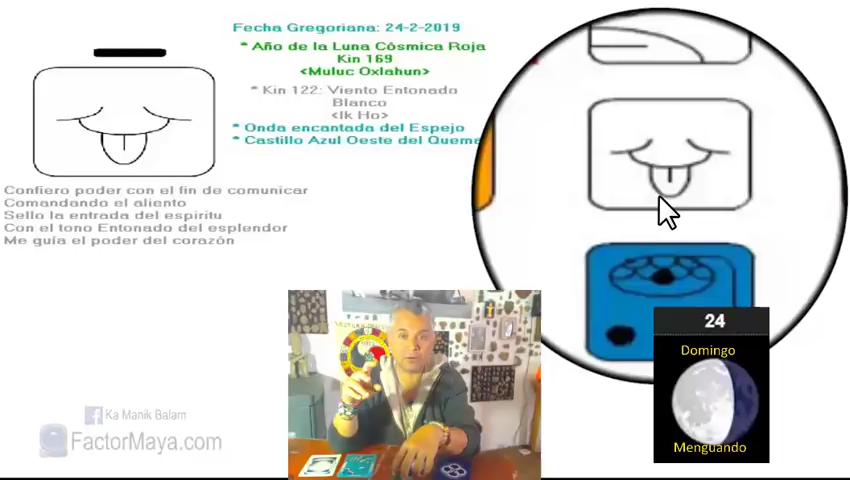 Fecha Gregoriana: 24-2-2019
* Año de la Luna Cósmica Roja
Kin 169
<Muluc Oxlahun>
* Kin 122: Viento Entonado
Blanco
<Ik Ho>
* Onda encantada del Espejo
* Castillo Azul Oeste del Quema
Confiero poder con el fin de comunicar
Comandando el aliento
Sello la entrada del espíritu
Con el tono Entonado del esplendor
Me guía el poder del corazón
24
Domingo
Menguando
Ka Manik Balam
FactorMaya.com